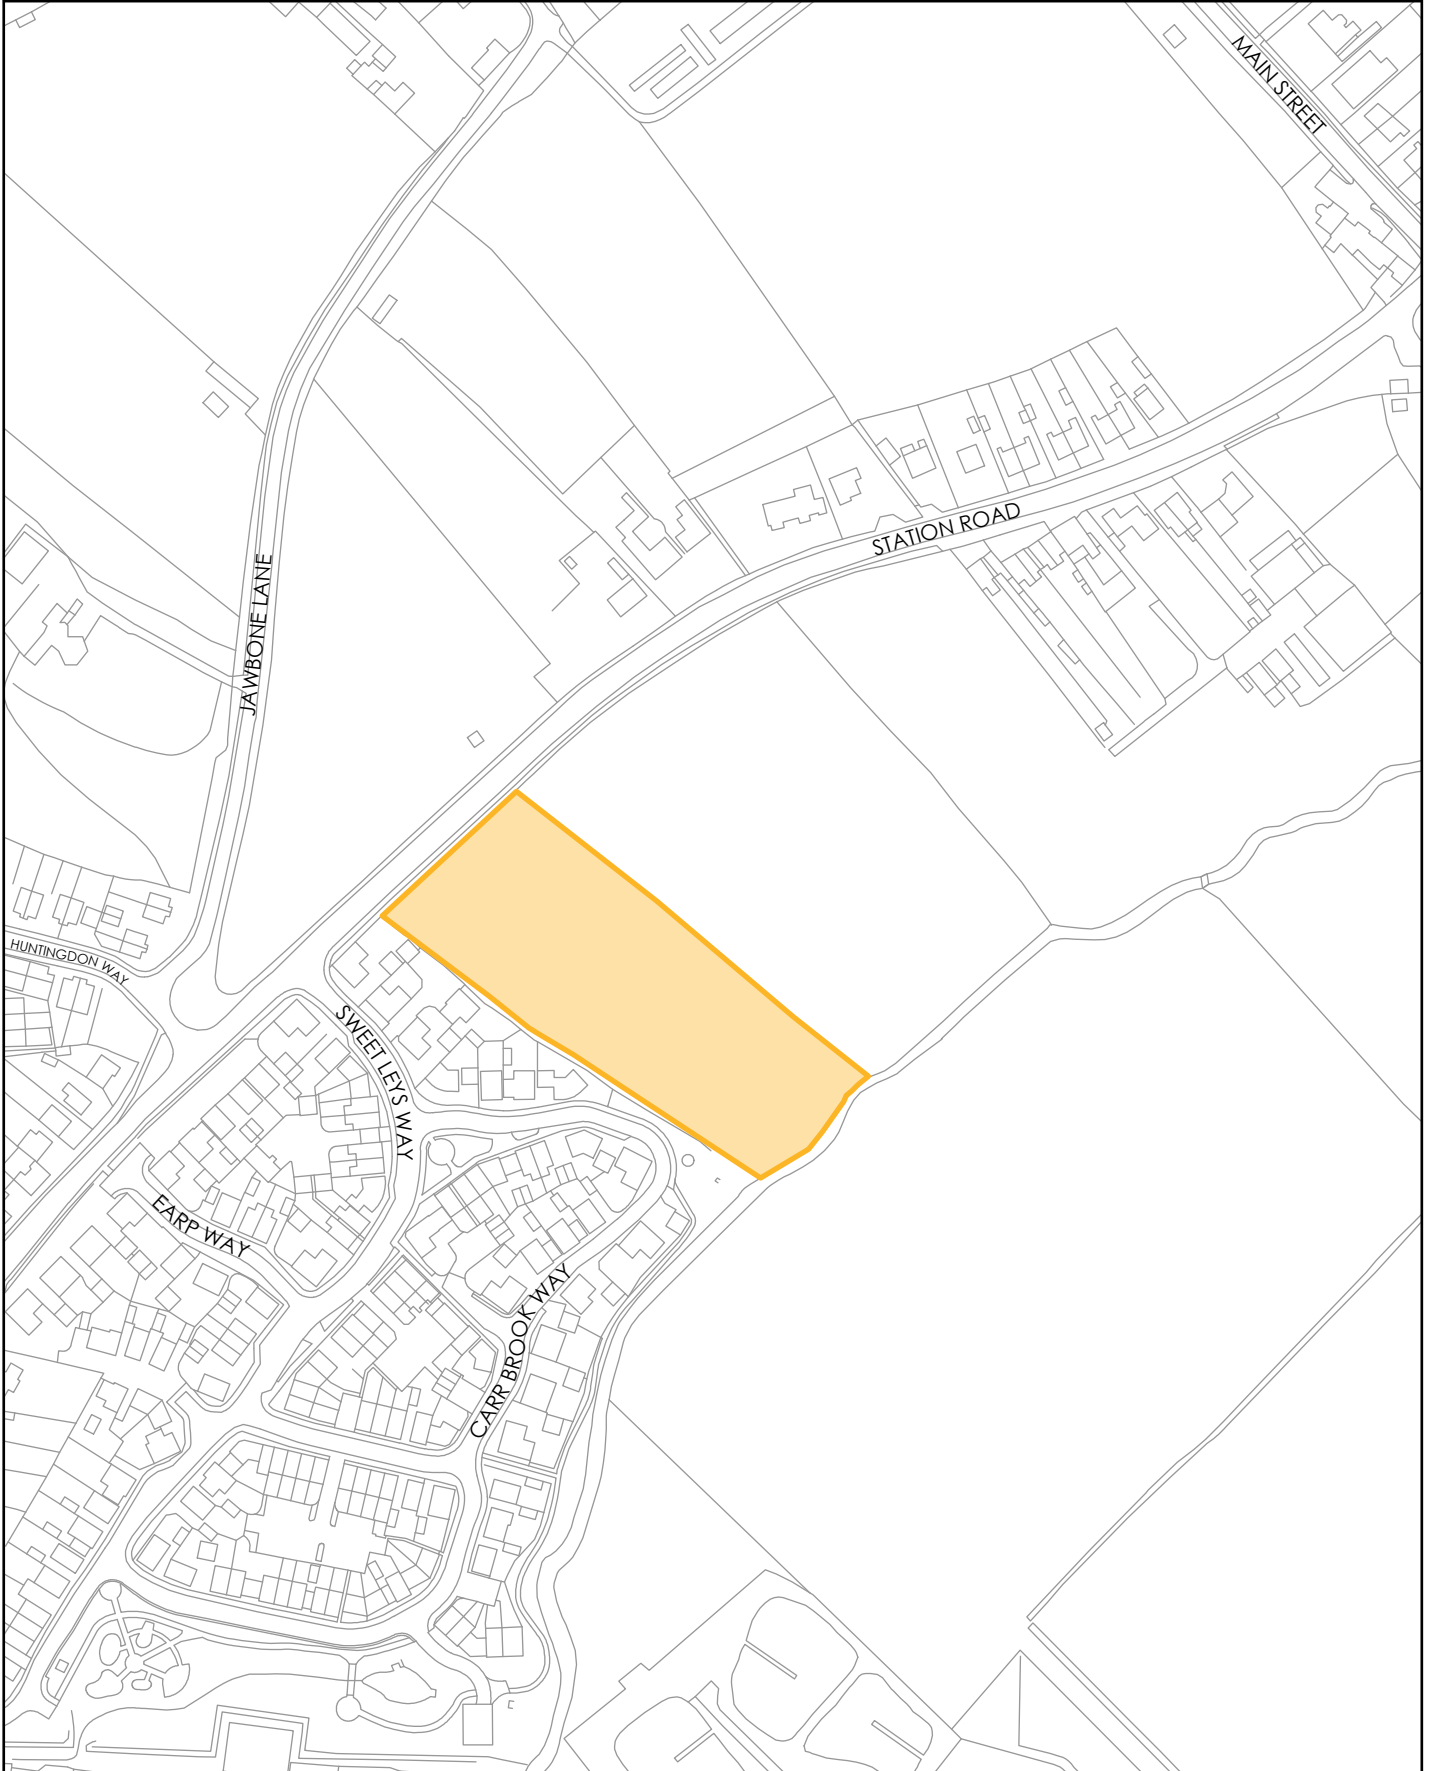 MAIN STREET
STATION ROAD
JAWBONE LANE
HUNTINGDON WAY
SWEET LEYS WAY
EARP WAY
CARR BROOK WAY